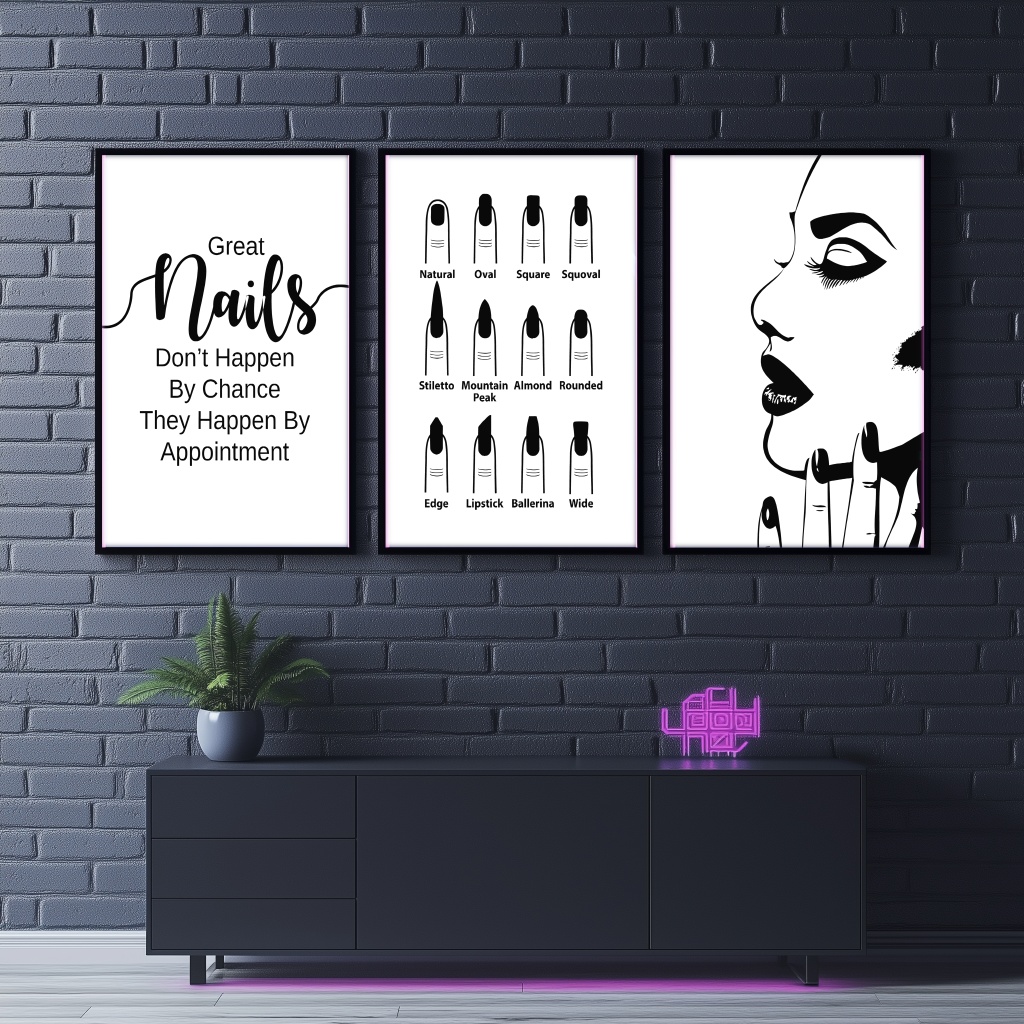 Great
Nails
Don't Happen
By Chance
They Happen By
Appointment
Natural Oval Square Squoval
Stiletto Mountain Peak Almond Rounded
Edge Lipstick Ballerina Wide